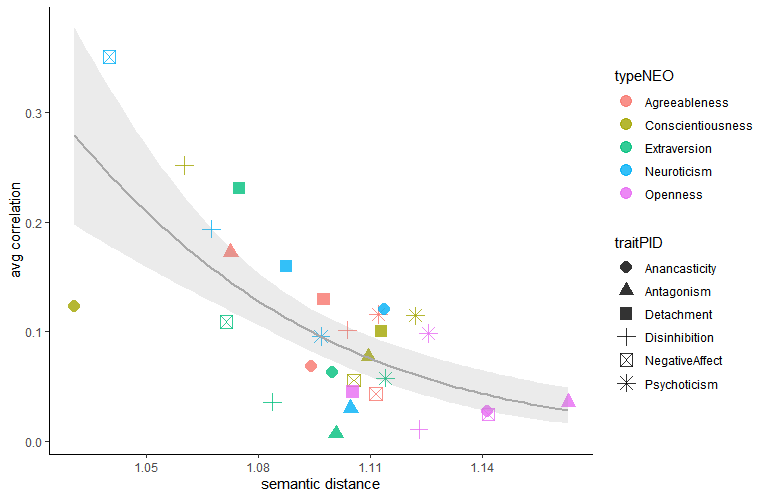 typeNEO
Agreeableness
Conscientiousness
Extraversion
Neuroticism
Openness
traitPID
Anancasticity
Antagonism
Detachment
Disinhibition
NegativeAffect
Psychoticism
avg correlation
0.3
0.2
0.1
0.0
1.05 1.08 1.11 1.14
semantic distance